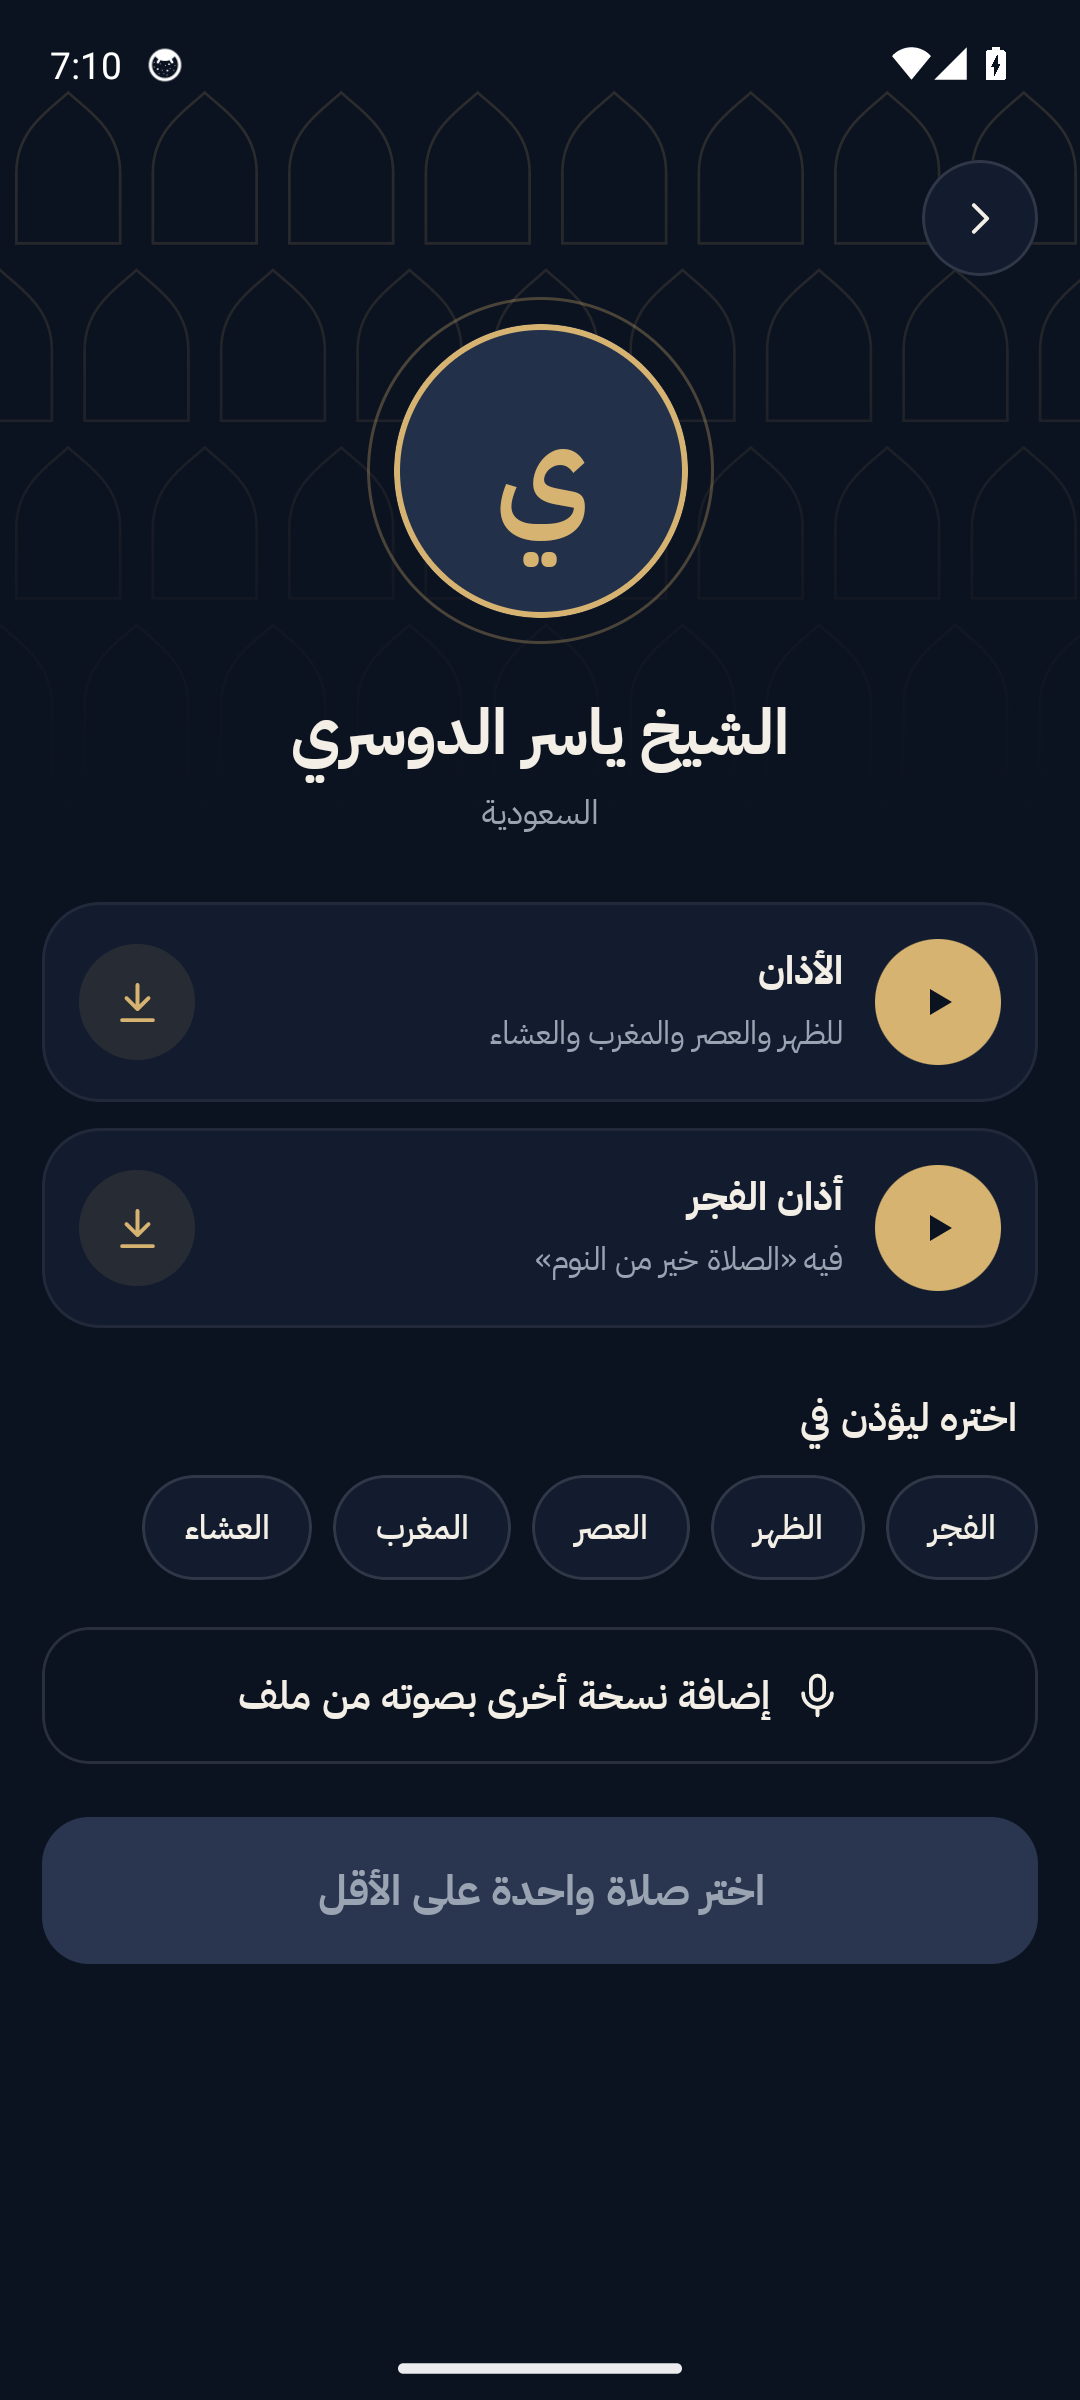 7:10
ي
الشيخ ياسر الدوسري
السعودية
الأذان
للظهر والعصر والمغرب والعشاء
أذان الفجر
فيه «الصلاة خير من النوم»
اختره ليؤذن في
الفجر
الظهر
العصر
المغرب
العشاء
إضافة نسخة أخرى بصوته من ملف
اختر صلاة واحدة على الأقل